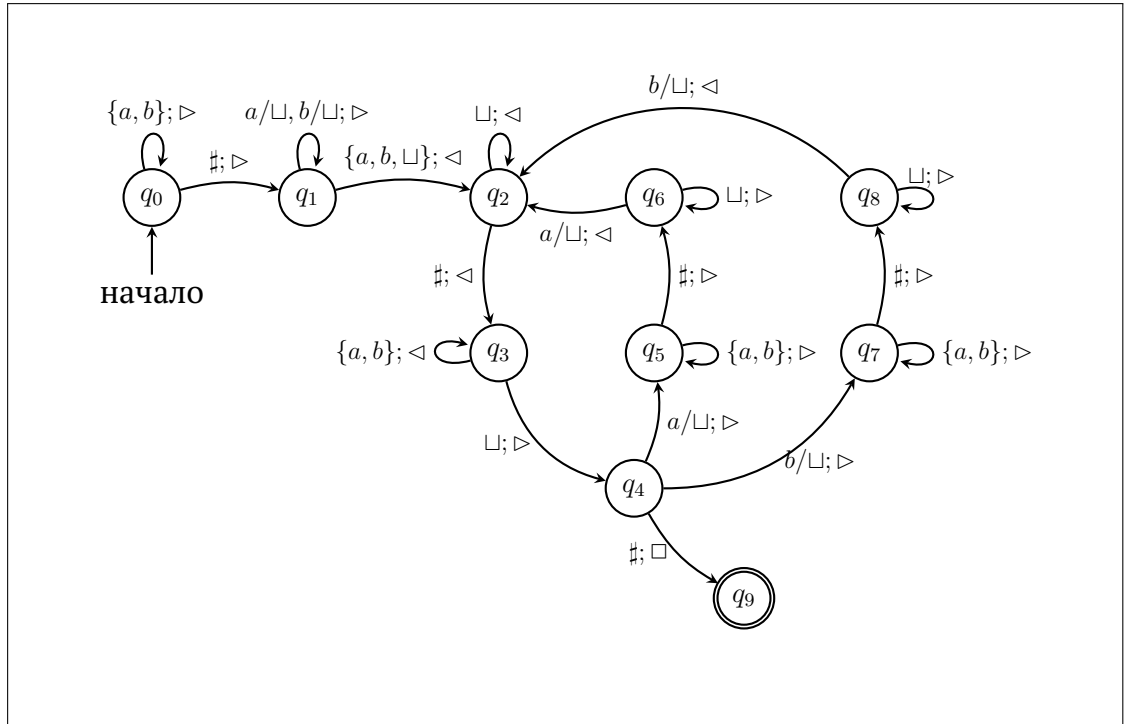 b/⊔; ◁
{a, b}; ▷
a/⊔, b/⊔; ▷
⊔; ◁
♯; ▷
{a, b, ⊔}; ◁
⊔; ▷
q0
q1
q2
q6
⊔; ▷
q8
a/⊔; ◁
♯; ◁
♯; ▷
♯; ▷
начало
{a, b}; ◁
q3
q5
{a, b}; ▷
q7
{a, b}; ▷
a/⊔; ▷
⊔; ▷
b/⊔; ▷
q4
♯; □
q9